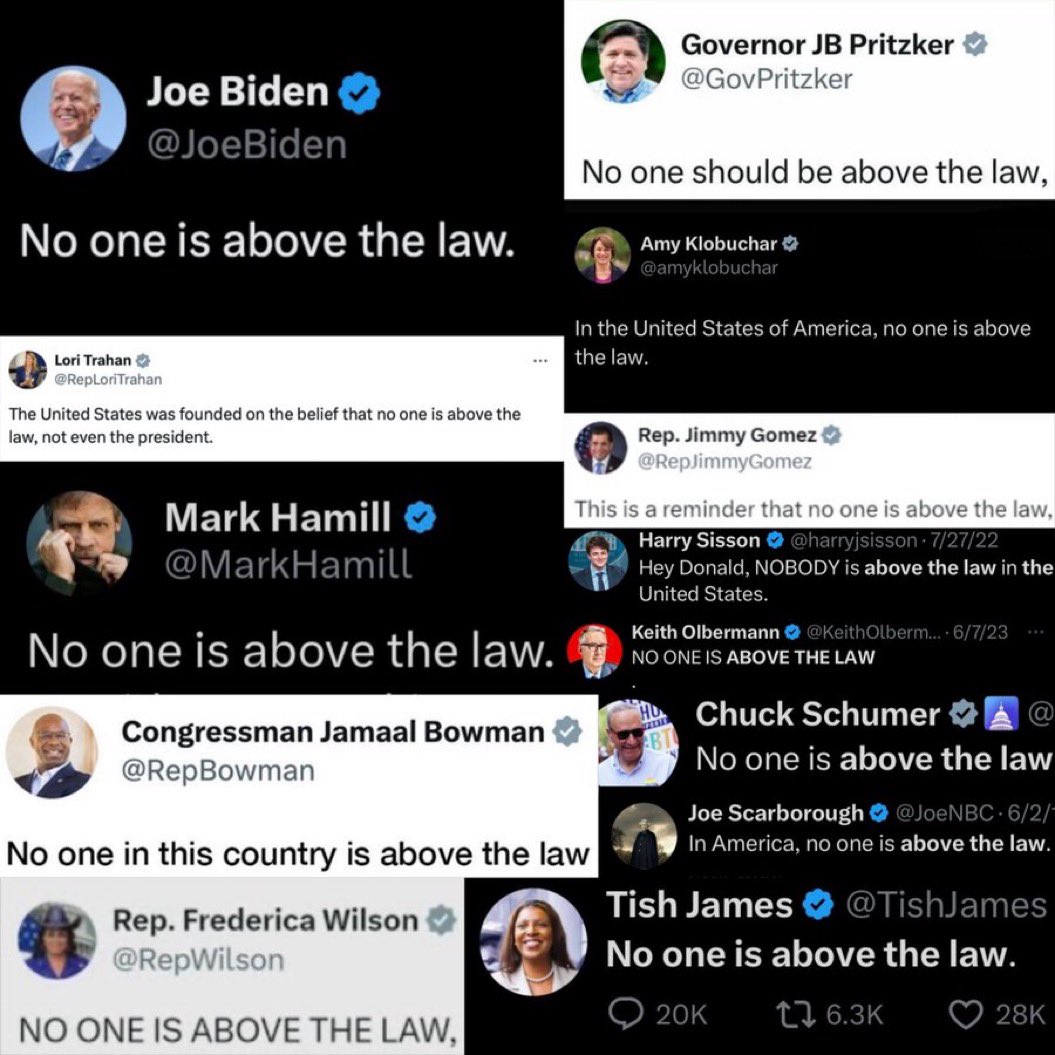 Joe Biden
@JoeBiden
No one is above the law.
Governor JB Pritzker
@GovPritzker
No one should be above the law,
Amy Klobuchar
@amyklobuchar
In the United States of America, no one is above
the law.
Lori Trahan
@RepLoriTrahan
The United States was founded on the belief that no one is above the
law, not even the president.
Rep. Jimmy Gomez
@RepJimmyGomez
This is a reminder that no one is above the law,
Mark Hamill
@MarkHamill
No one is above the law.
Harry Sisson @harryjsisson · 7/27/22
Hey Donald, NOBODY is above the law in the
United States.
Keith Olbermann @KeithOlberm... · 6/7/23 ...
NO ONE IS ABOVE THE LAW
.
Congressman Jamaal Bowman
@RepBowman
No one in this country is above the law
Chuck Schumer @
No one is above the law
Joe Scarborough @JoeNBC · 6/2/
In America, no one is above the law.
Rep. Frederica Wilson
@RepWilson
NO ONE IS ABOVE THE LAW,
Tish James @TishJames
No one is above the law.
20K 6.3K 28K